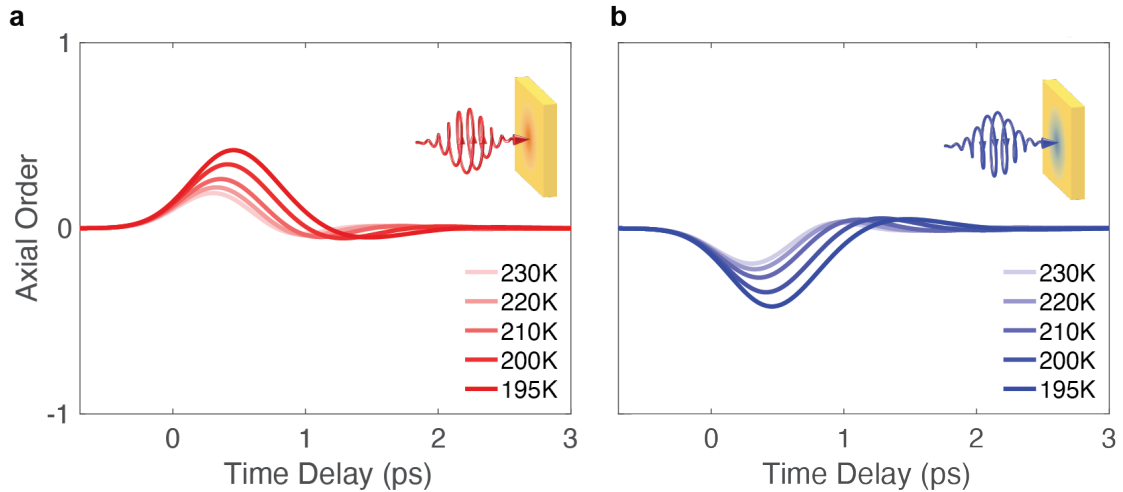 a
1
0
-1
Axial Order
230K
220K
210K
200K
195K
0 1 2 3
Time Delay (ps)
b
230K
220K
210K
200K
195K
0 1 2 3
Time Delay (ps)